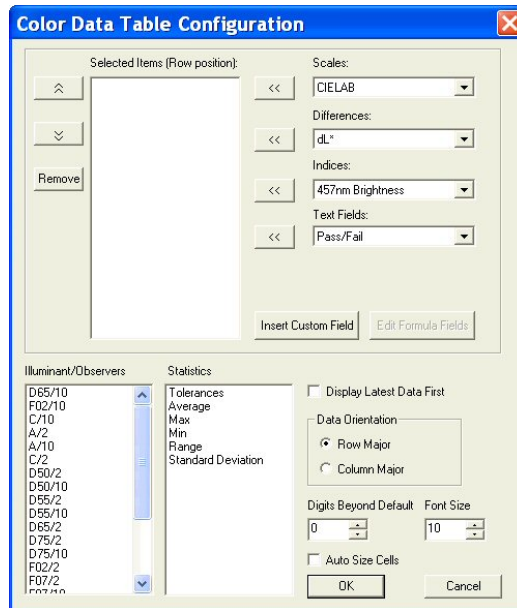 Color Data Table Configuration
Selected Items (Row position):
Scales:
<<
CIELAB
Differences:
<<
dL*
Remove
Indices:
<<
457nm Brightness
Text Fields:
<<
Pass/Fail
Insert Custom Field
Edit Formula Fields
Illuminant/Observers
D65/10
F02/10
C/10
A/2
A/10
C/2
D50/2
D50/10
D55/2
D55/10
D65/2
D75/2
D75/10
F02/2
F07/2
F07/10
Statistics
Tolerances
Average
Max
Min
Range
Standard Deviation
Display Latest Data First
Data Orientation
Row Major
Column Major
Digits Beyond Default
Font Size
0
10
Auto Size Cells
OK
Cancel